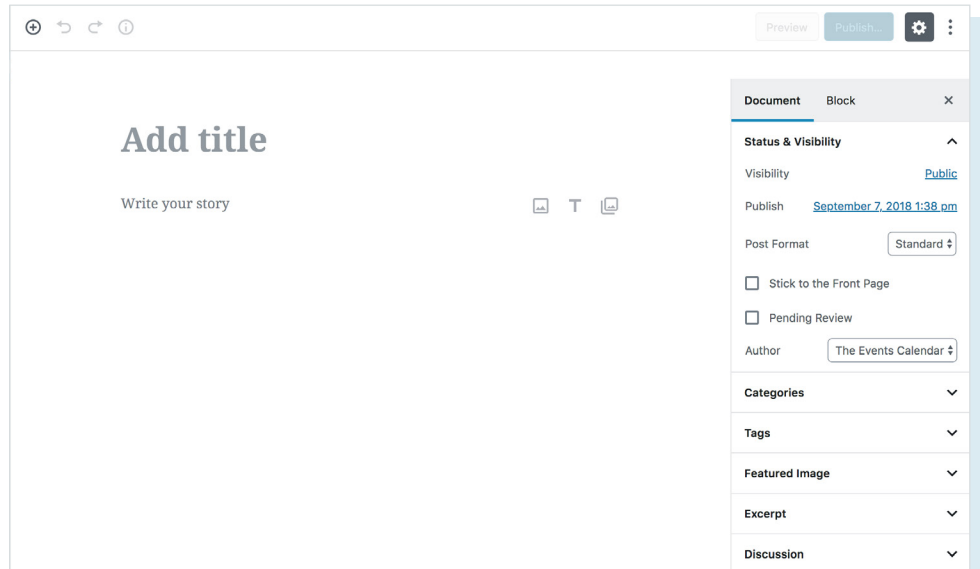 Preview Publish...
Document Block
Add title
Status & Visibility
Visibility Public
Write your story
Publish September 7, 2018 1:38 pm
T
Post Format Standard
Stick to the Front Page
Pending Review
Author The Events Calendar
Categories
Tags
Featured Image
Excerpt
Discussion